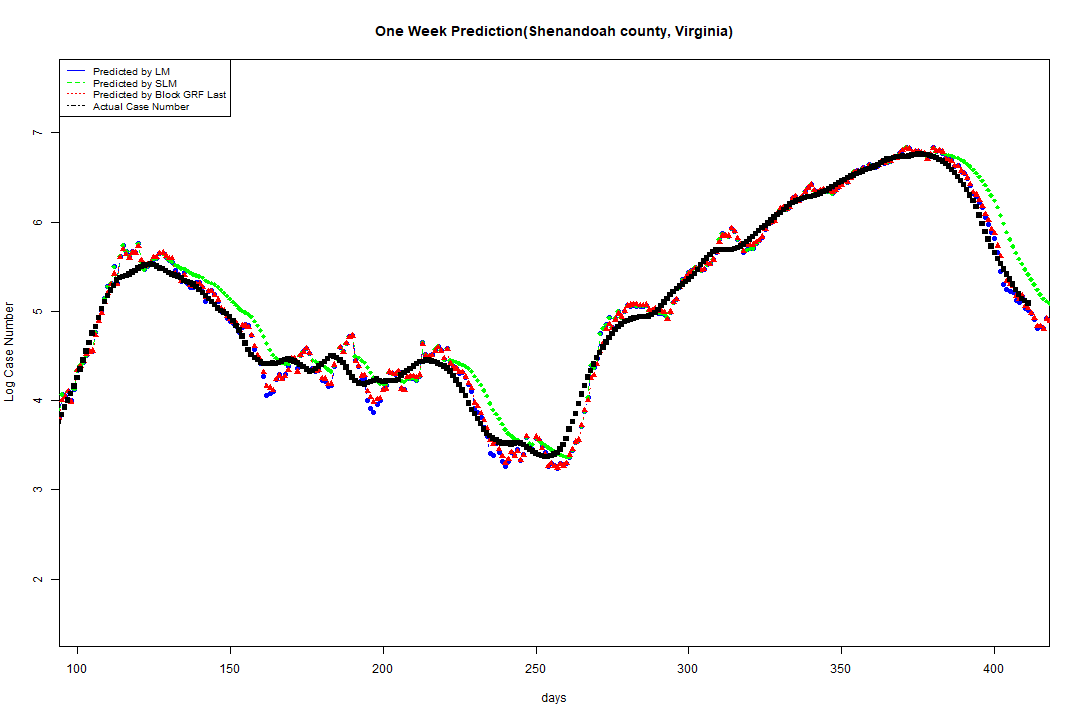 One Week Prediction(Shenandoah county, Virginia)
Predicted by LM
Predicted by SLM
Predicted by Block GRF Last
Actual Case Number
7
6
5
4
3
2
Log Case Number
100 150 200 250 300 350 400
days